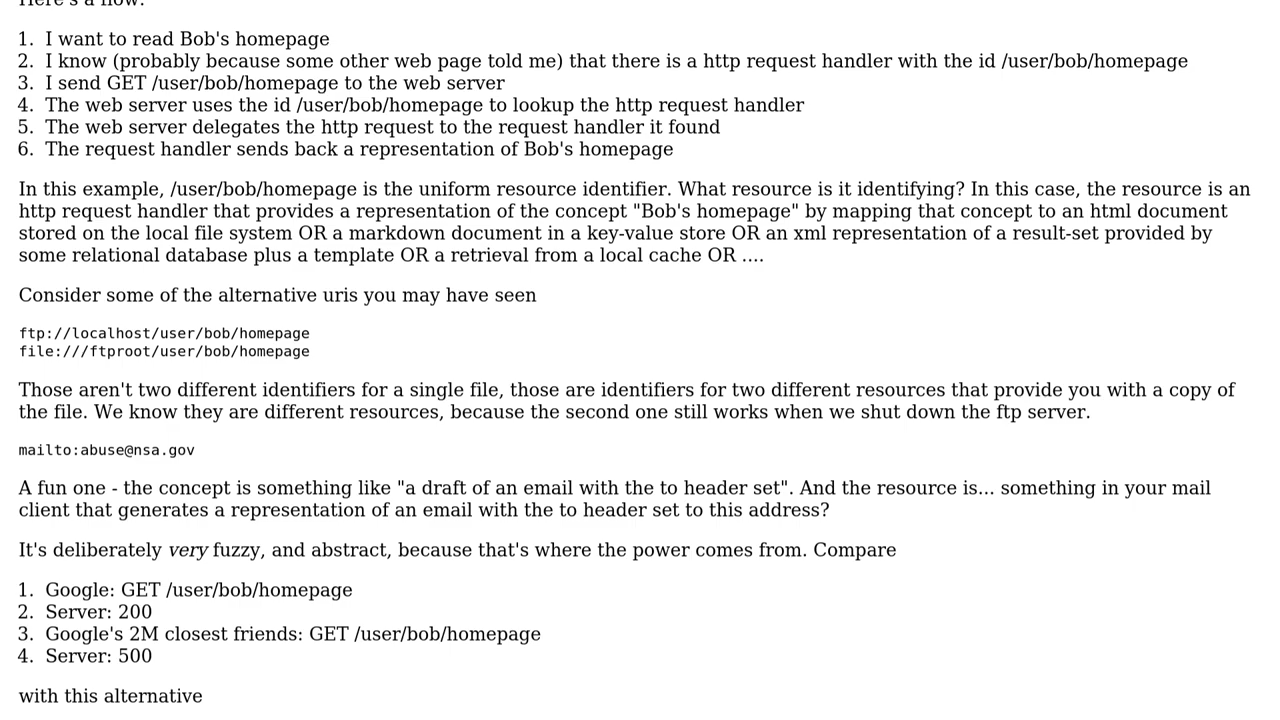 Here's a flow:
1. I want to read Bob's homepage
2. I know (probably because some other web page told me) that there is a http request handler with the id /user/bob/homepage
3. I send GET /user/bob/homepage to the web server
4. The web server uses the id /user/bob/homepage to lookup the http request handler
5. The web server delegates the http request to the request handler it found
6. The request handler sends back a representation of Bob's homepage
In this example, /user/bob/homepage is the uniform resource identifier. What resource is it identifying? In this case, the resource is an
http request handler that provides a representation of the concept "Bob's homepage" by mapping that concept to an html document
stored on the local file system OR a markdown document in a key-value store OR an xml representation of a result-set provided by
some relational database plus a template OR a retrieval from a local cache OR ....
Consider some of the alternative uris you may have seen
ftp://localhost/user/bob/homepage
file:///ftproot/user/bob/homepage
Those aren't two different identifiers for a single file, those are identifiers for two different resources that provide you with a copy of
the file. We know they are different resources, because the second one still works when we shut down the ftp server.
mailto:abuse@nsa.gov
A fun one - the concept is something like "a draft of an email with the to header set". And the resource is... something in your mail
client that generates a representation of an email with the to header set to this address?
It's deliberately very fuzzy, and abstract, because that's where the power comes from. Compare
1. Google: GET /user/bob/homepage
2. Server: 200
3. Google's 2M closest friends: GET /user/bob/homepage
4. Server: 500
with this alternative